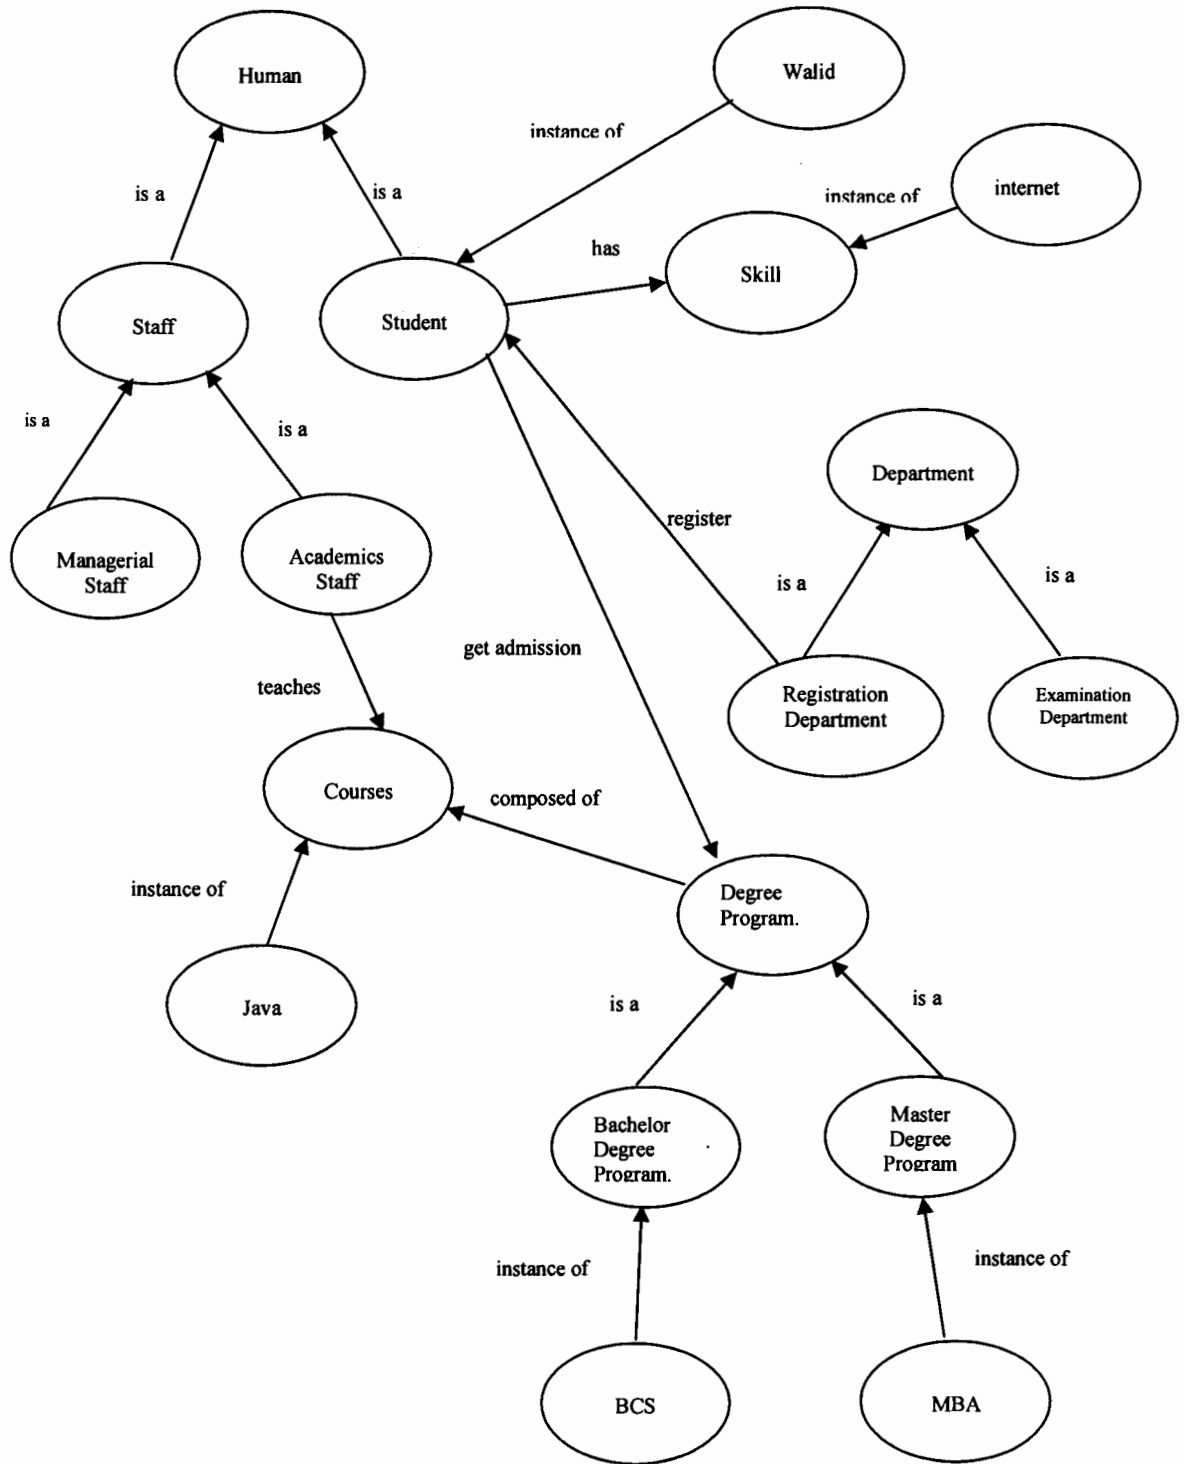 Human
Walid
instance of
internet
is a
is a
instance of
has
Skill
Staff
Student
is a
is a
Department
register
Managerial
Staff
Academics
Staff
is a
is a
get admission
teaches
Registration
Department
Examination
Department
Courses
composed of
instance of
Degree
Program.
Java
is a
is a
Bachelor
Degree
Program.
Master
Degree
Program
instance of
instance of
BCS
MBA